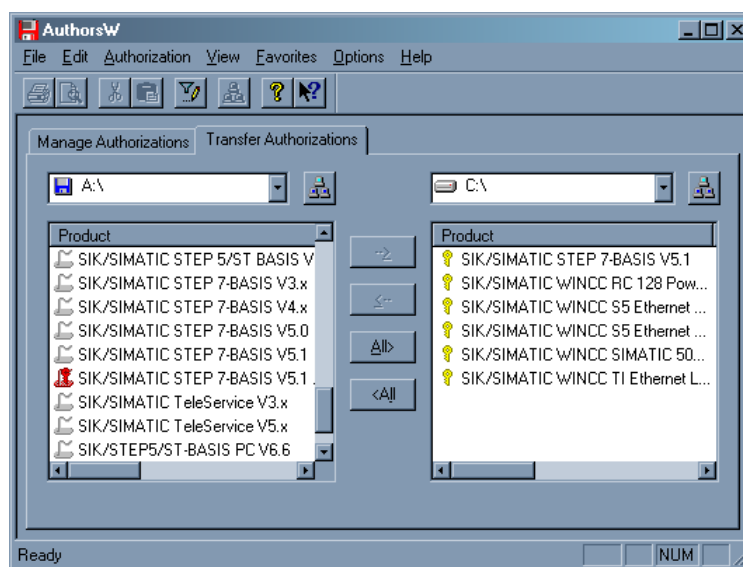 AuthorsW
File Edit Authorization View Favorites Options Help
Manage Authorizations Transfer Authorizations
A:\ C:\
Product
SIK/SIMATIC STEP 5/ST BASIS V
SIK/SIMATIC STEP 7-BASIS V3.x
SIK/SIMATIC STEP 7-BASIS V4.x
SIK/SIMATIC STEP 7-BASIS V5.0
SIK/SIMATIC STEP 7-BASIS V5.1
SIK/SIMATIC STEP 7-BASIS V5.1 .
SIK/SIMATIC TeleService V3.x
SIK/SIMATIC TeleService V5.x
SIK/STEP5/ST-BASIS PC V6.6
-->
<--
All>
<All
Product
SIK/SIMATIC STEP 7-BASIS V5.1
SIK/SIMATIC WINCC RC 128 Pow...
SIK/SIMATIC WINCC S5 Ethernet ...
SIK/SIMATIC WINCC S5 Ethernet ...
SIK/SIMATIC WINCC SIMATIC 50...
SIK/SIMATIC WINCC TI Ethernet L...
Ready NUM